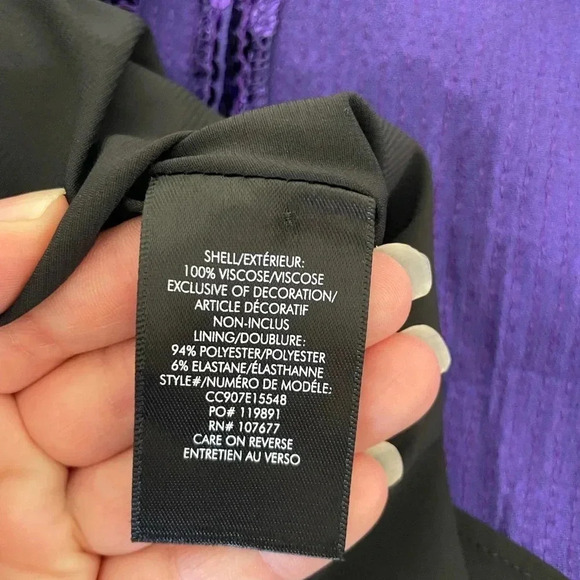 SHELL/EXTÉRIEUR:
100% VISCOSE/VISCOSE
EXCLUSIVE OF DECORATION/
ARTICLE DÉCORATIF
NON-INCLUS
LINING/DOUBLURE:
94% POLYESTER/POLYESTER
6% ELASTANE/ÉLASTHANNE
STYLE#/NUMÉRO DE MODÉLE:
CC907E15548
PO# 119891
RN# 107677
CARE ON REVERSE
ENTRETIEN AU VERSO